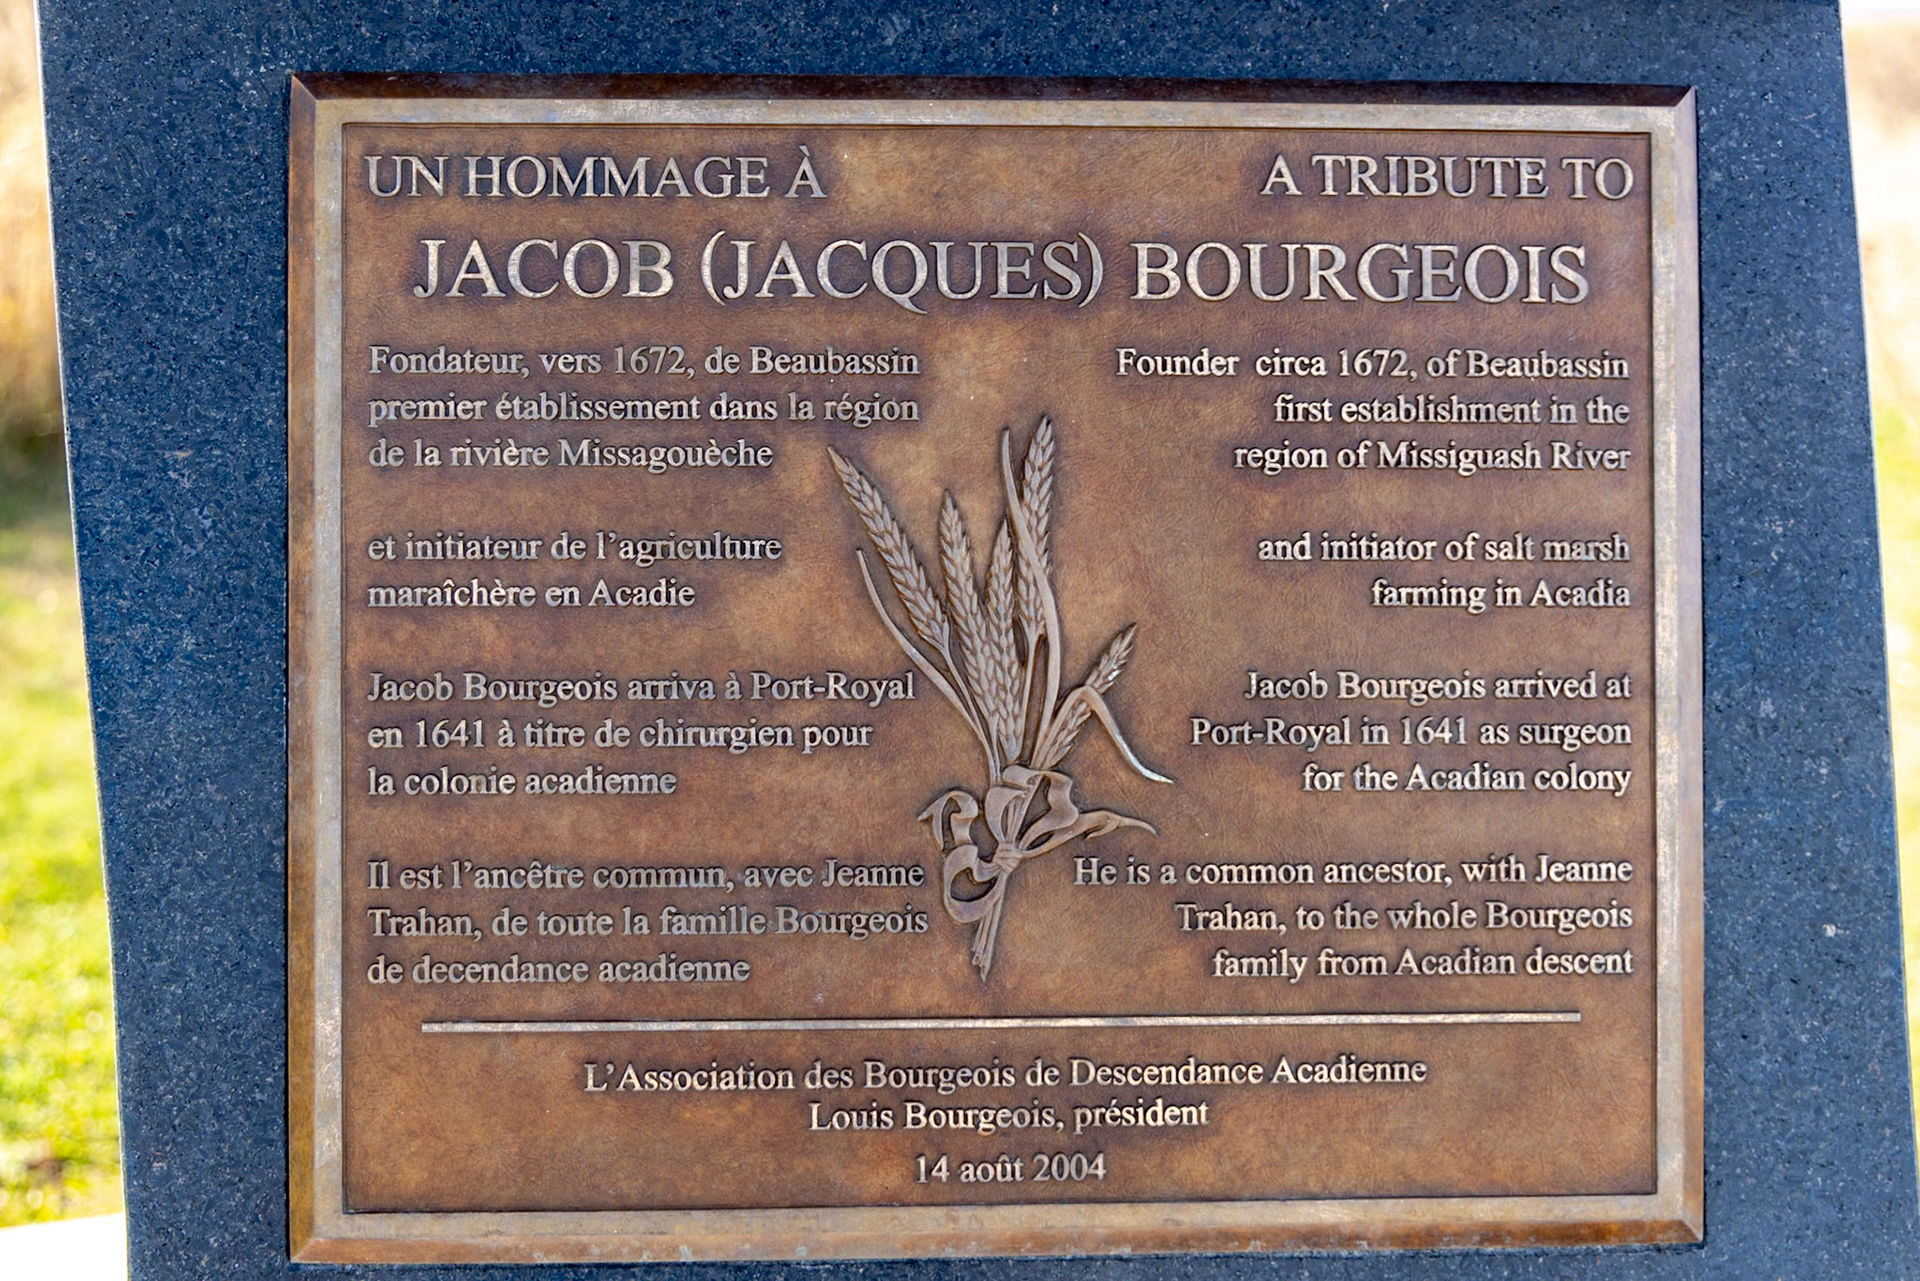 UN HOMMAGE À
A TRIBUTE TO
JACOB (JACQUES) BOURGEOIS
Fondateur, vers 1672, de Beaubassin
premier établissement dans la région
de la rivière Missagouèche
et initiateur de l'agriculture
maraîchère en Acadie
Jacob Bourgeois arriva à Port-Royal
en 1641 à titre de chirurgien pour
la colonie acadienne
Il est l'ancêtre commun, avec Jeanne
Trahan, de toute la famille Bourgeois
de decendance acadienne
Founder circa 1672, of Beaubassin
first establishment in the
region of Missiguash River
and initiator of salt marsh
farming in Acadia
Jacob Bourgeois arrived at
Port-Royal in 1641 as surgeon
for the Acadian colony
He is a common ancestor, with Jeanne
Trahan, to the whole Bourgeois
family from Acadian descent
L'Association des Bourgeois de Descendance Acadienne
Louis Bourgeois, président
14 août 2004